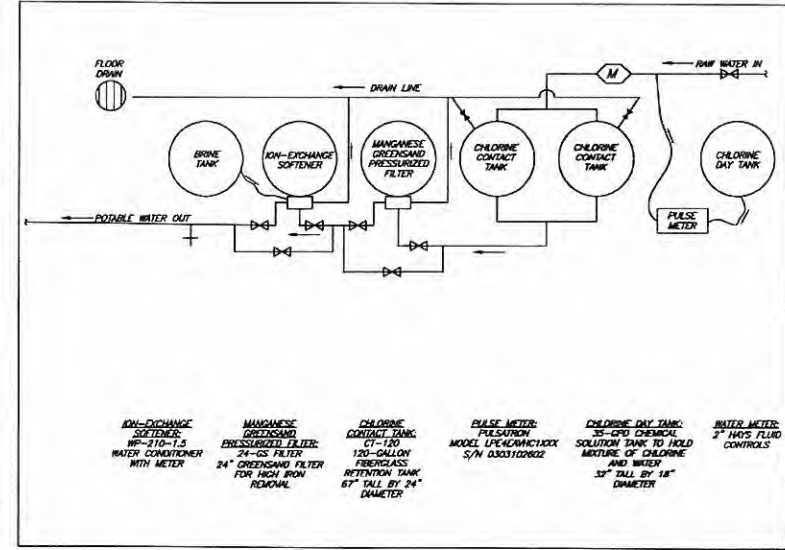 FLOOR
DRAIN
DRAIN LINE
M
RAW WATER IN
BRINE
TANK
ION-EXCHANGE
SOFTENER
MANGANESE
GREENSAND
PRESSURIZED
FILTER
CHLORINE
CONTACT
TANK
CHLORINE
CONTACT
TANK
CHLORINE
DAY TANK
POTABLE WATER OUT
PULSE
METER
ION-EXCHANGE
SOFTENER:
WP-210-1.5
WATER CONDITIONER
WITH METER
MANGANESE
GREENSAND
PRESSURIZED FILTER:
24-GS FILTER
24" GREENSAND FILTER
FOR HIGH IRON
REMOVAL
CHLORINE
CONTACT TANK:
CT-120
120-GALLON
FIBERGLASS
RETENTION TANK
67" TALL BY 24"
DIAMETER
PULSE METER:
PULSATRON
MODEL
S/N 0303102602
CHLORINE DAY TANK:
CHEMICAL
SOLUTION TANK TO HOLD
MIXTURE OF CHLORINE
AND WATER
32" TALL BY 18"
DIAMETER
WATER METER:
2" HAYS FLUID
CONTROLS